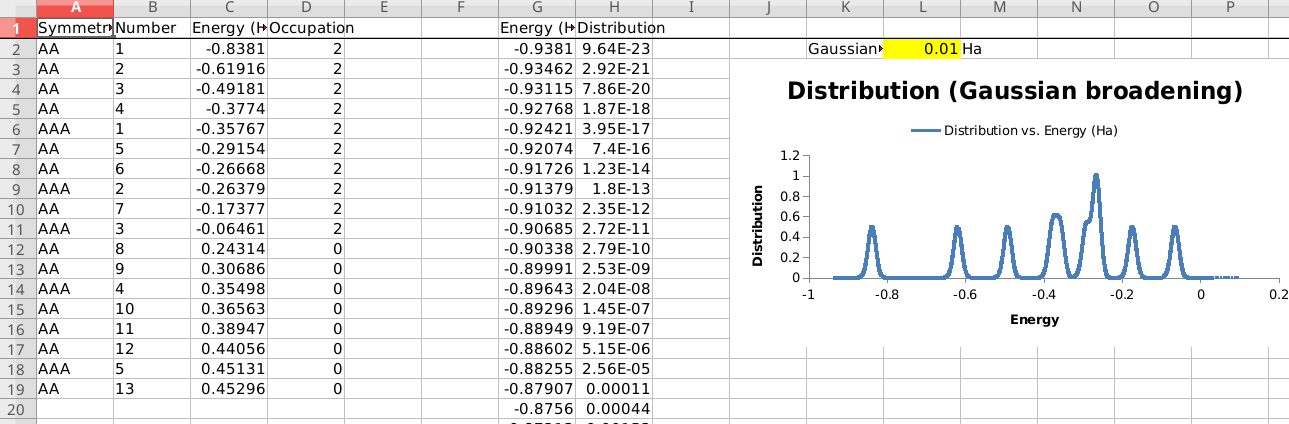 A B C D E F G H I J K L M N O P
1 Symmetr Number Energy (H Occupation Energy (H Distribution
2 AA 1 -0.8381 2 -0.9381 9.64E-23 Gaussian 0.01 Ha
3 AA 2 -0.61916 2 -0.93462 2.92E-21
4 AA 3 -0.49181 2 -0.93115 7.86E-20
5 AA 4 -0.3774 2 -0.92768 1.87E-18
6 AAA 1 -0.35767 2 -0.92421 3.95E-17
7 AA 5 -0.29154 2 -0.92074 7.4E-16
8 AA 6 -0.26668 2 -0.91726 1.23E-14
9 AAA 2 -0.26379 2 -0.91379 1.8E-13
10 AA 7 -0.17377 2 -0.91032 2.35E-12
11 AAA 3 -0.06461 2 -0.90685 2.72E-11
12 AA 8 0.24314 0 -0.90338 2.79E-10
13 AA 9 0.30686 0 -0.89991 2.53E-09
14 AAA 4 0.35498 0 -0.89643 2.04E-08
15 AA 10 0.36563 0 -0.89296 1.45E-07
16 AA 11 0.38947 0 -0.88949 9.19E-07
17 AA 12 0.44056 0 -0.88602 5.15E-06
18 AAA 5 0.45131 0 -0.88255 2.56E-05
19 AA 13 0.45296 0 -0.87907 0.00011
20 -0.8756 0.00044
Distribution (Gaussian broadening)
Distribution vs. Energy (Ha)
Distribution
1.2
1
0.8
0.6
0.4
0.2
0
-1 -0.8 -0.6 -0.4 -0.2 0 0.2
Energy